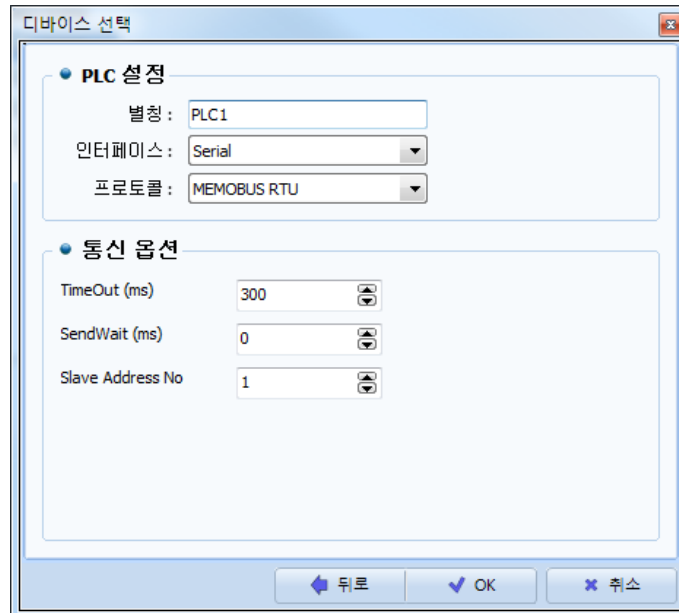 디바이스 선택
PLC 설정
별칭 : PLC1
인터페이스 : Serial
프로토콜 : MEMOBUS RTU
통신 옵션
TimeOut (ms) 300
SendWait (ms) 0
Slave Address No 1
뒤로 OK 취소